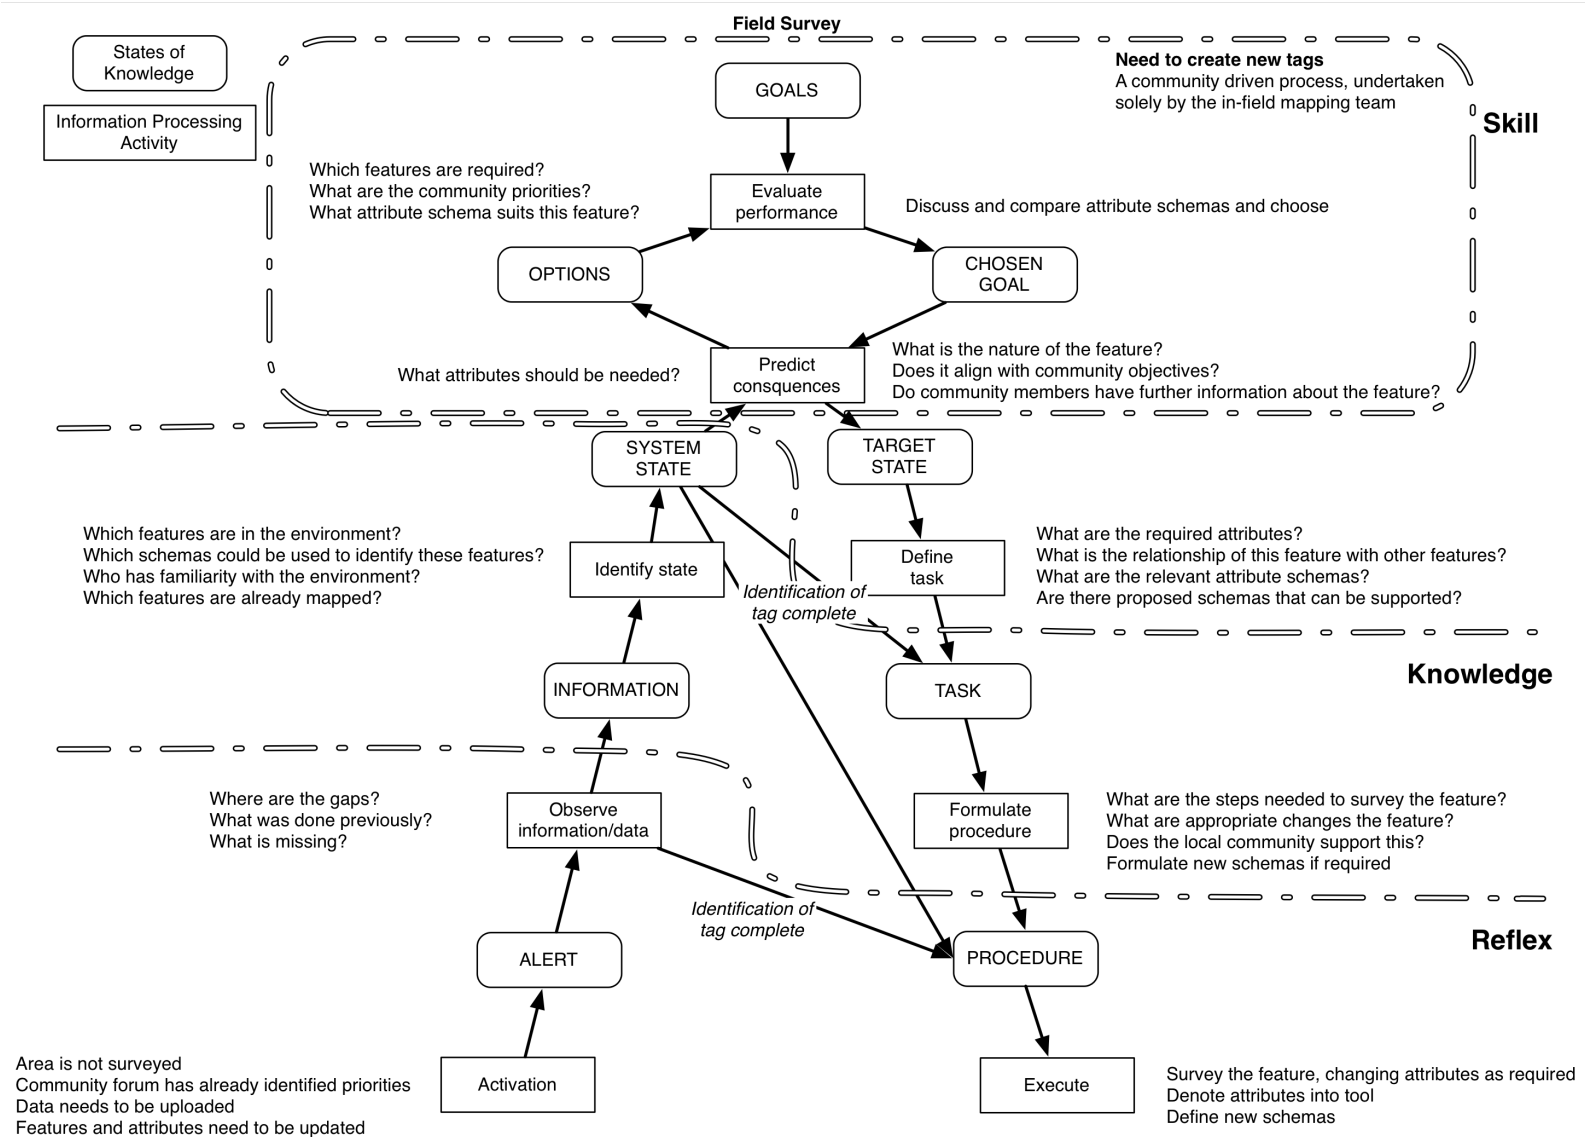 Field Survey
States of
Knowledge
Information Processing
Activity
Need to create new tags
A community driven process, undertaken
solely by the in-field mapping team
Skill
GOALS
Which features are required?
What are the community priorities?
What attribute schema suits this feature?
Evaluate
performance
Discuss and compare attribute schemas and choose
OPTIONS
CHOSEN
GOAL
What attributes should be needed?
Predict
consquences
What is the nature of the feature?
Does it align with community objectives?
Do community members have further information about the feature?
SYSTEM
STATE
TARGET
STATE
Which features are in the environment?
Which schemas could be used to identify these features?
Who has familiarity with the environment?
Which features are already mapped?
Identify state
Define
task
What are the required attributes?
What is the relationship of this feature with other features?
What are the relevant attribute schemas?
Are there proposed schemas that can be supported?
Identification of
tag complete
Knowledge
INFORMATION
TASK
Where are the gaps?
What was done previously?
What is missing?
Observe
information/data
Formulate
procedure
What are the steps needed to survey the feature?
What are appropriate changes the feature?
Does the local community support this?
Formulate new schemas if required
Identification of
tag complete
Reflex
ALERT
PROCEDURE
Area is not surveyed
Community forum has already identified priorities
Data needs to be uploaded
Features and attributes need to be updated
Activation
Execute
Survey the feature, changing attributes as required
Denote attributes into tool
Define new schemas